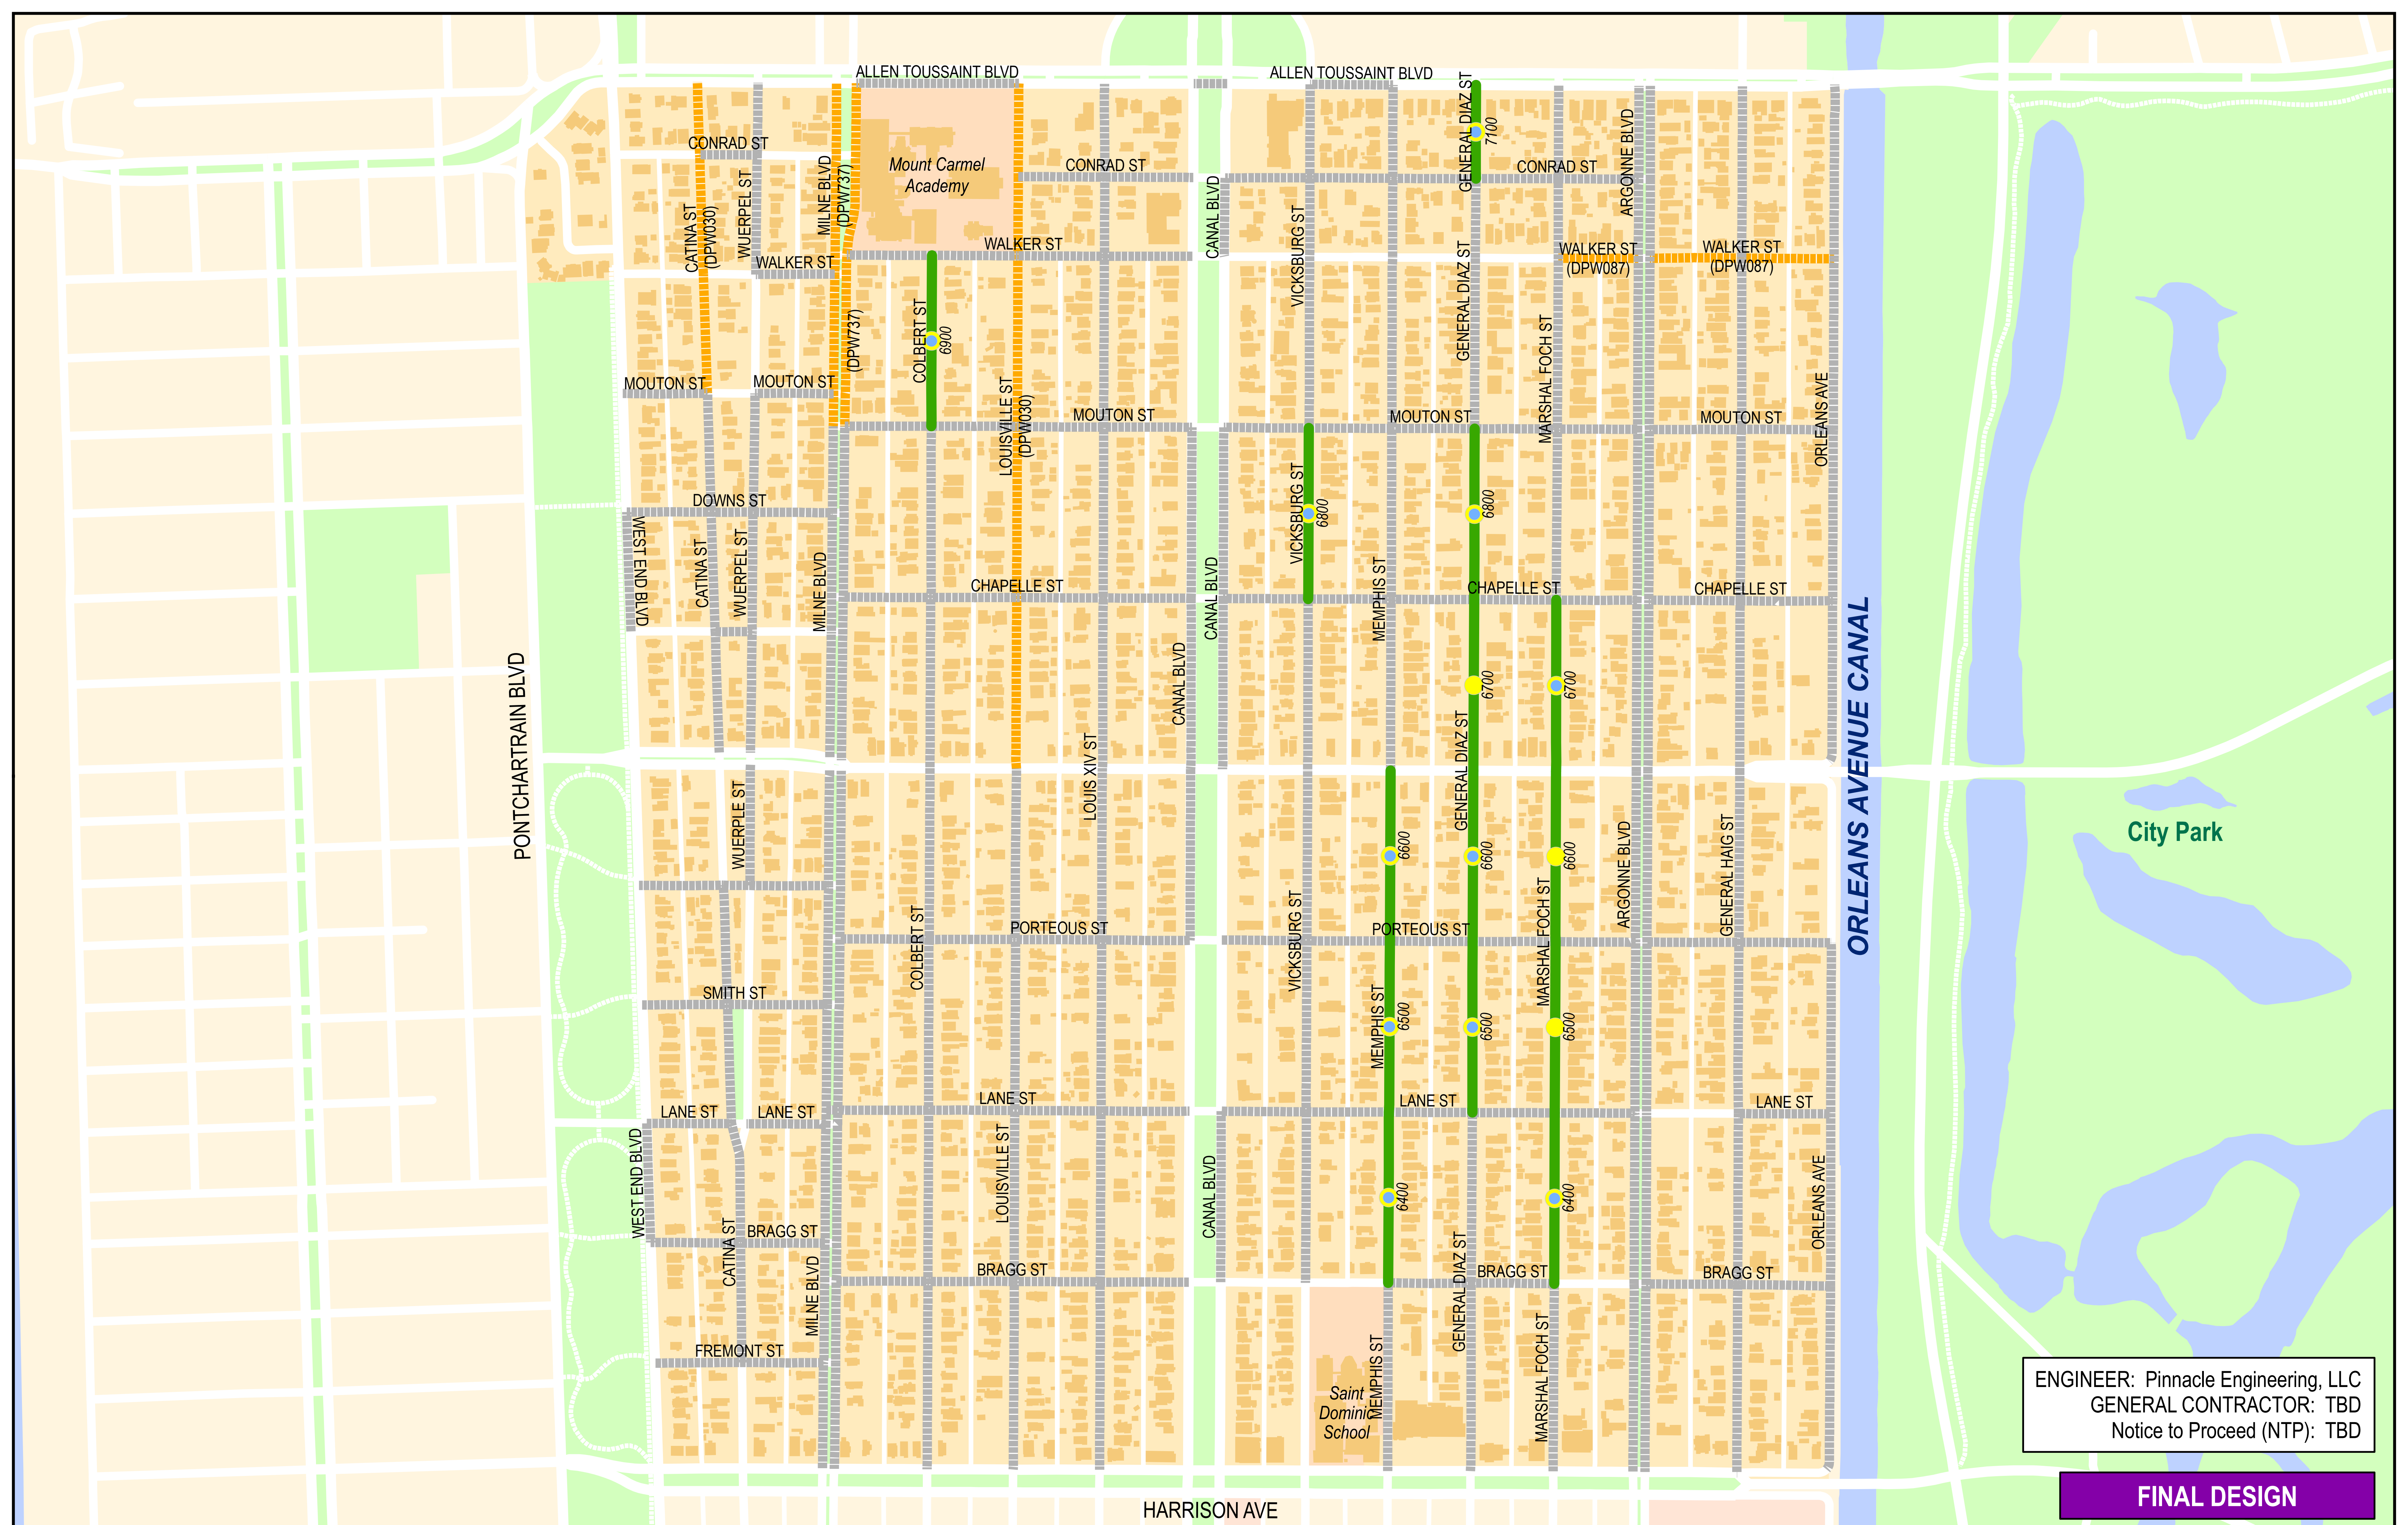 ALLEN TOUSSAINT BLVD
ALLEN TOUSSAINT BLVD
GENERAL DIAZ ST
7100
CONRAD ST
Mount Carmel
Academy
CONRAD ST
CONRAD ST
ARGONNE BLVD
CATINA ST
(DPW030)
WUERPEL ST
MILNE BLVD
(DPW737)
CANAL BLVD
VICKSBURG ST
WALKER ST
WALKER ST
WALKER ST
(DPW087)
WALKER ST
(DPW087)
COLBERT ST
6900
(DPW737)
GENERAL DIAZ ST
MARSHAL FOCH ST
ORLEANS AVE
MOUTON ST
MOUTON ST
LOUISVILLE ST
(DPW030)
MOUTON ST
MOUTON ST
MOUTON ST
DOWNS ST
WEST END BLVD
CATINA ST
WUERPEL ST
MILNE BLVD
VICKSBURG ST
6800
6800
CHAPELLE ST
CANAL BLVD
MEMPHIS ST
CHAPELLE ST
CHAPELLE ST
PONTCHARTRAIN BLVD
CANAL BLVD
6700
6700
ORLEANS AVENUE CANAL
WUERPLE ST
LOUIS XIV ST
GENERAL DIAZ ST
6600
6600
6600
ARGONNE BLVD
GENERAL HAIG ST
City Park
COLBERT ST
PORTEOUS ST
VICKSBURG ST
PORTEOUS ST
MARSHAL FOCH ST
SMITH ST
MEMPHIS ST
6500
6500
6500
LANE ST
LANE ST
LANE ST
LANE ST
LANE ST
WEST END BLVD
LOUISVILLE ST
CANAL BLVD
6400
6400
ORLEANS AVE
CATINA ST
BRAGG ST
MILNE BLVD
BRAGG ST
GENERAL DIAZ ST
BRAGG ST
BRAGG ST
FREMONT ST
MEMPHIS ST
MARSHAL FOCH ST
Saint
Dominic
School
ENGINEER: Pinnacle Engineering, LLC
GENERAL CONTRACTOR: TBD
Notice to Proceed (NTP): TBD
FINAL DESIGN
HARRISON AVE